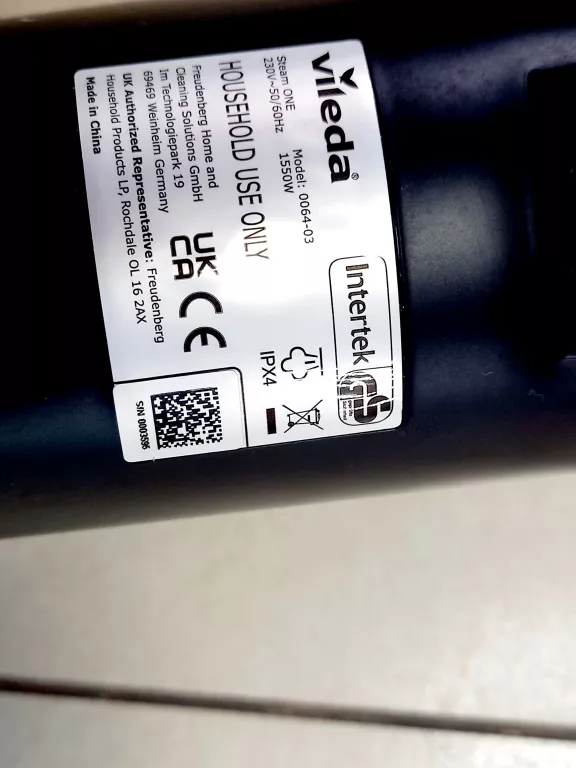 vileda®
Steam ONE
230V~50/60Hz
Model: 0064-03
1550W
Intertek
GS
HOUSEHOLD USE ONLY
IPX4
Freudenberg Home and
Cleaning Solutions GmbH
Im Technologiepark 19
69469 Weinheim Germany
UK
CA
CE
UK Authorized Representative: Freudenberg
Household Products LP, Rochdale OL 16 2AX
Made in China
S/N 0003596